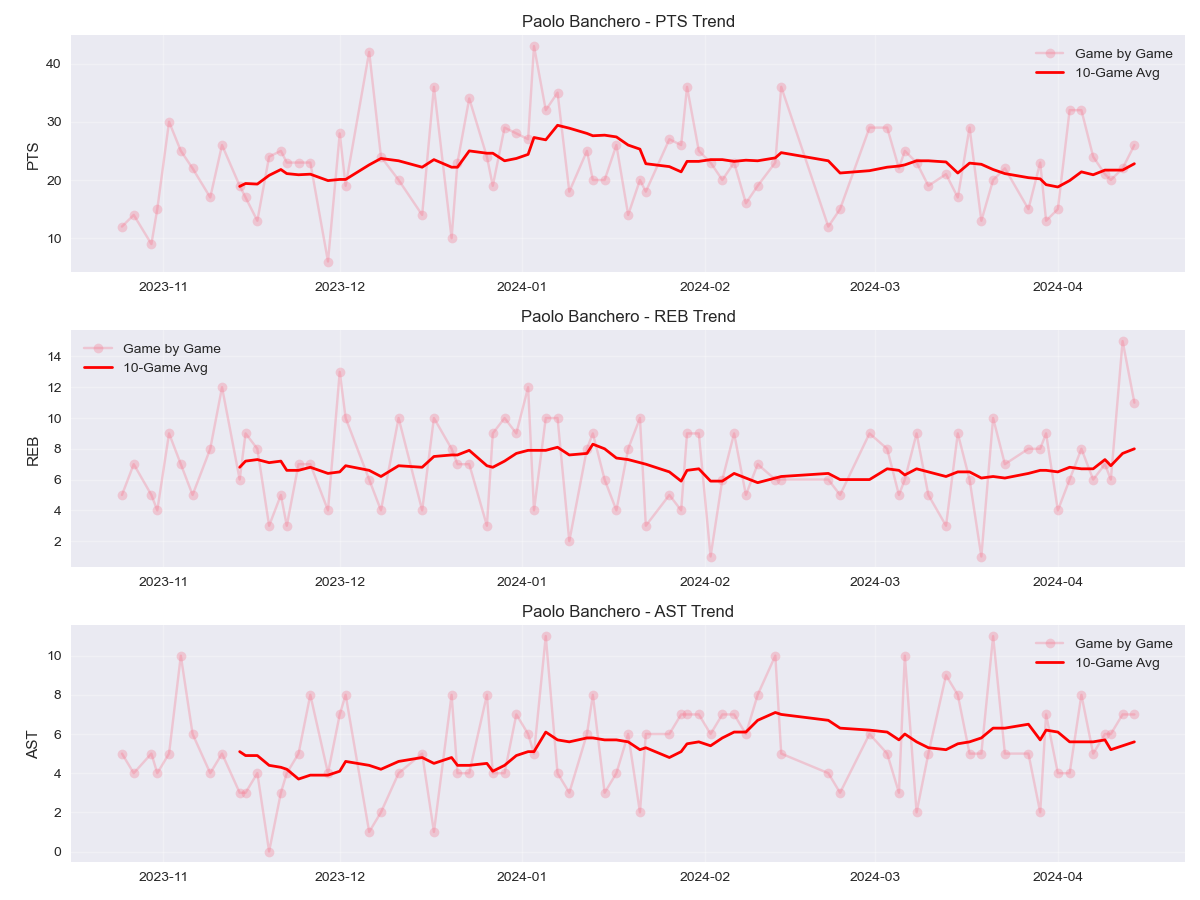 Paolo Banchero - PTS Trend
PTS
40
30
20
10
Game by Game
10-Game Avg
2023-11 2023-12 2024-01 2024-02 2024-03 2024-04
Paolo Banchero - REB Trend
REB
14
12
10
8
6
4
2
Game by Game
10-Game Avg
2023-11 2023-12 2024-01 2024-02 2024-03 2024-04
Paolo Banchero - AST Trend
AST
10
8
6
4
2
0
Game by Game
10-Game Avg
2023-11 2023-12 2024-01 2024-02 2024-03 2024-04